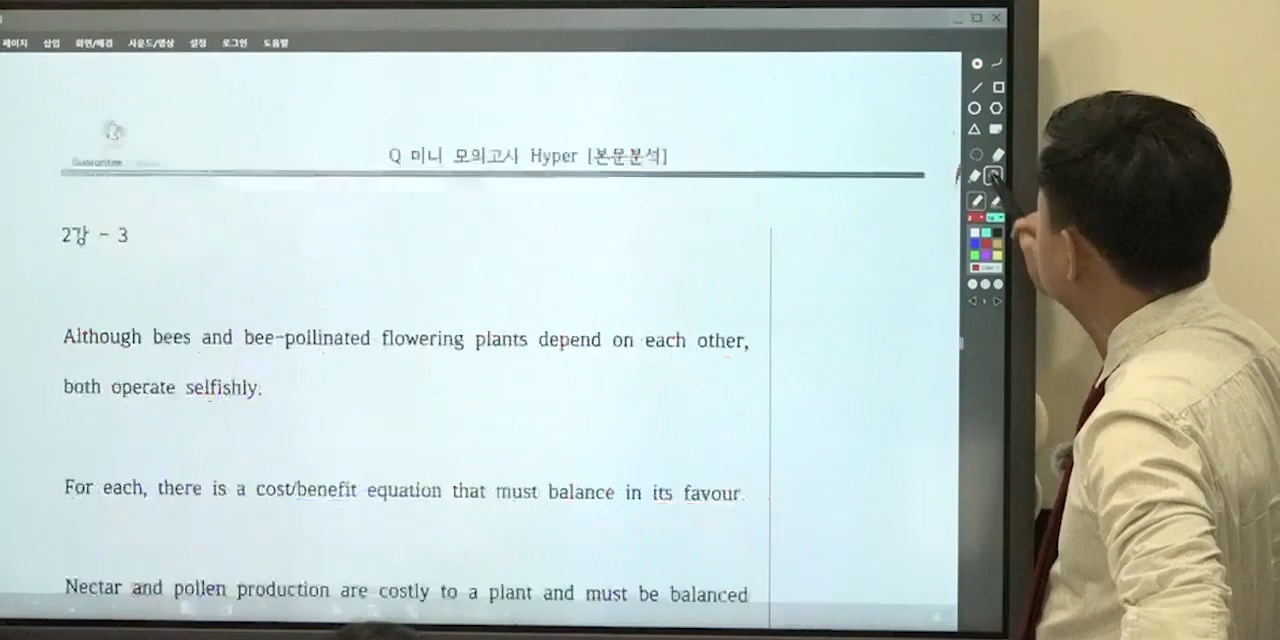 페이지 삽입 화면/배경 사운드/영상 설정 로그인 도움말
Guarantee
Q 미니 모의고사 Hyper [본문분석]
2강 - 3
Although bees and bee-pollinated flowering plants depend on each other,
both operate selfishly.
For each, there is a cost/benefit equation that must balance in its favour.
Nectar and pollen production are costly to a plant and must be balanced